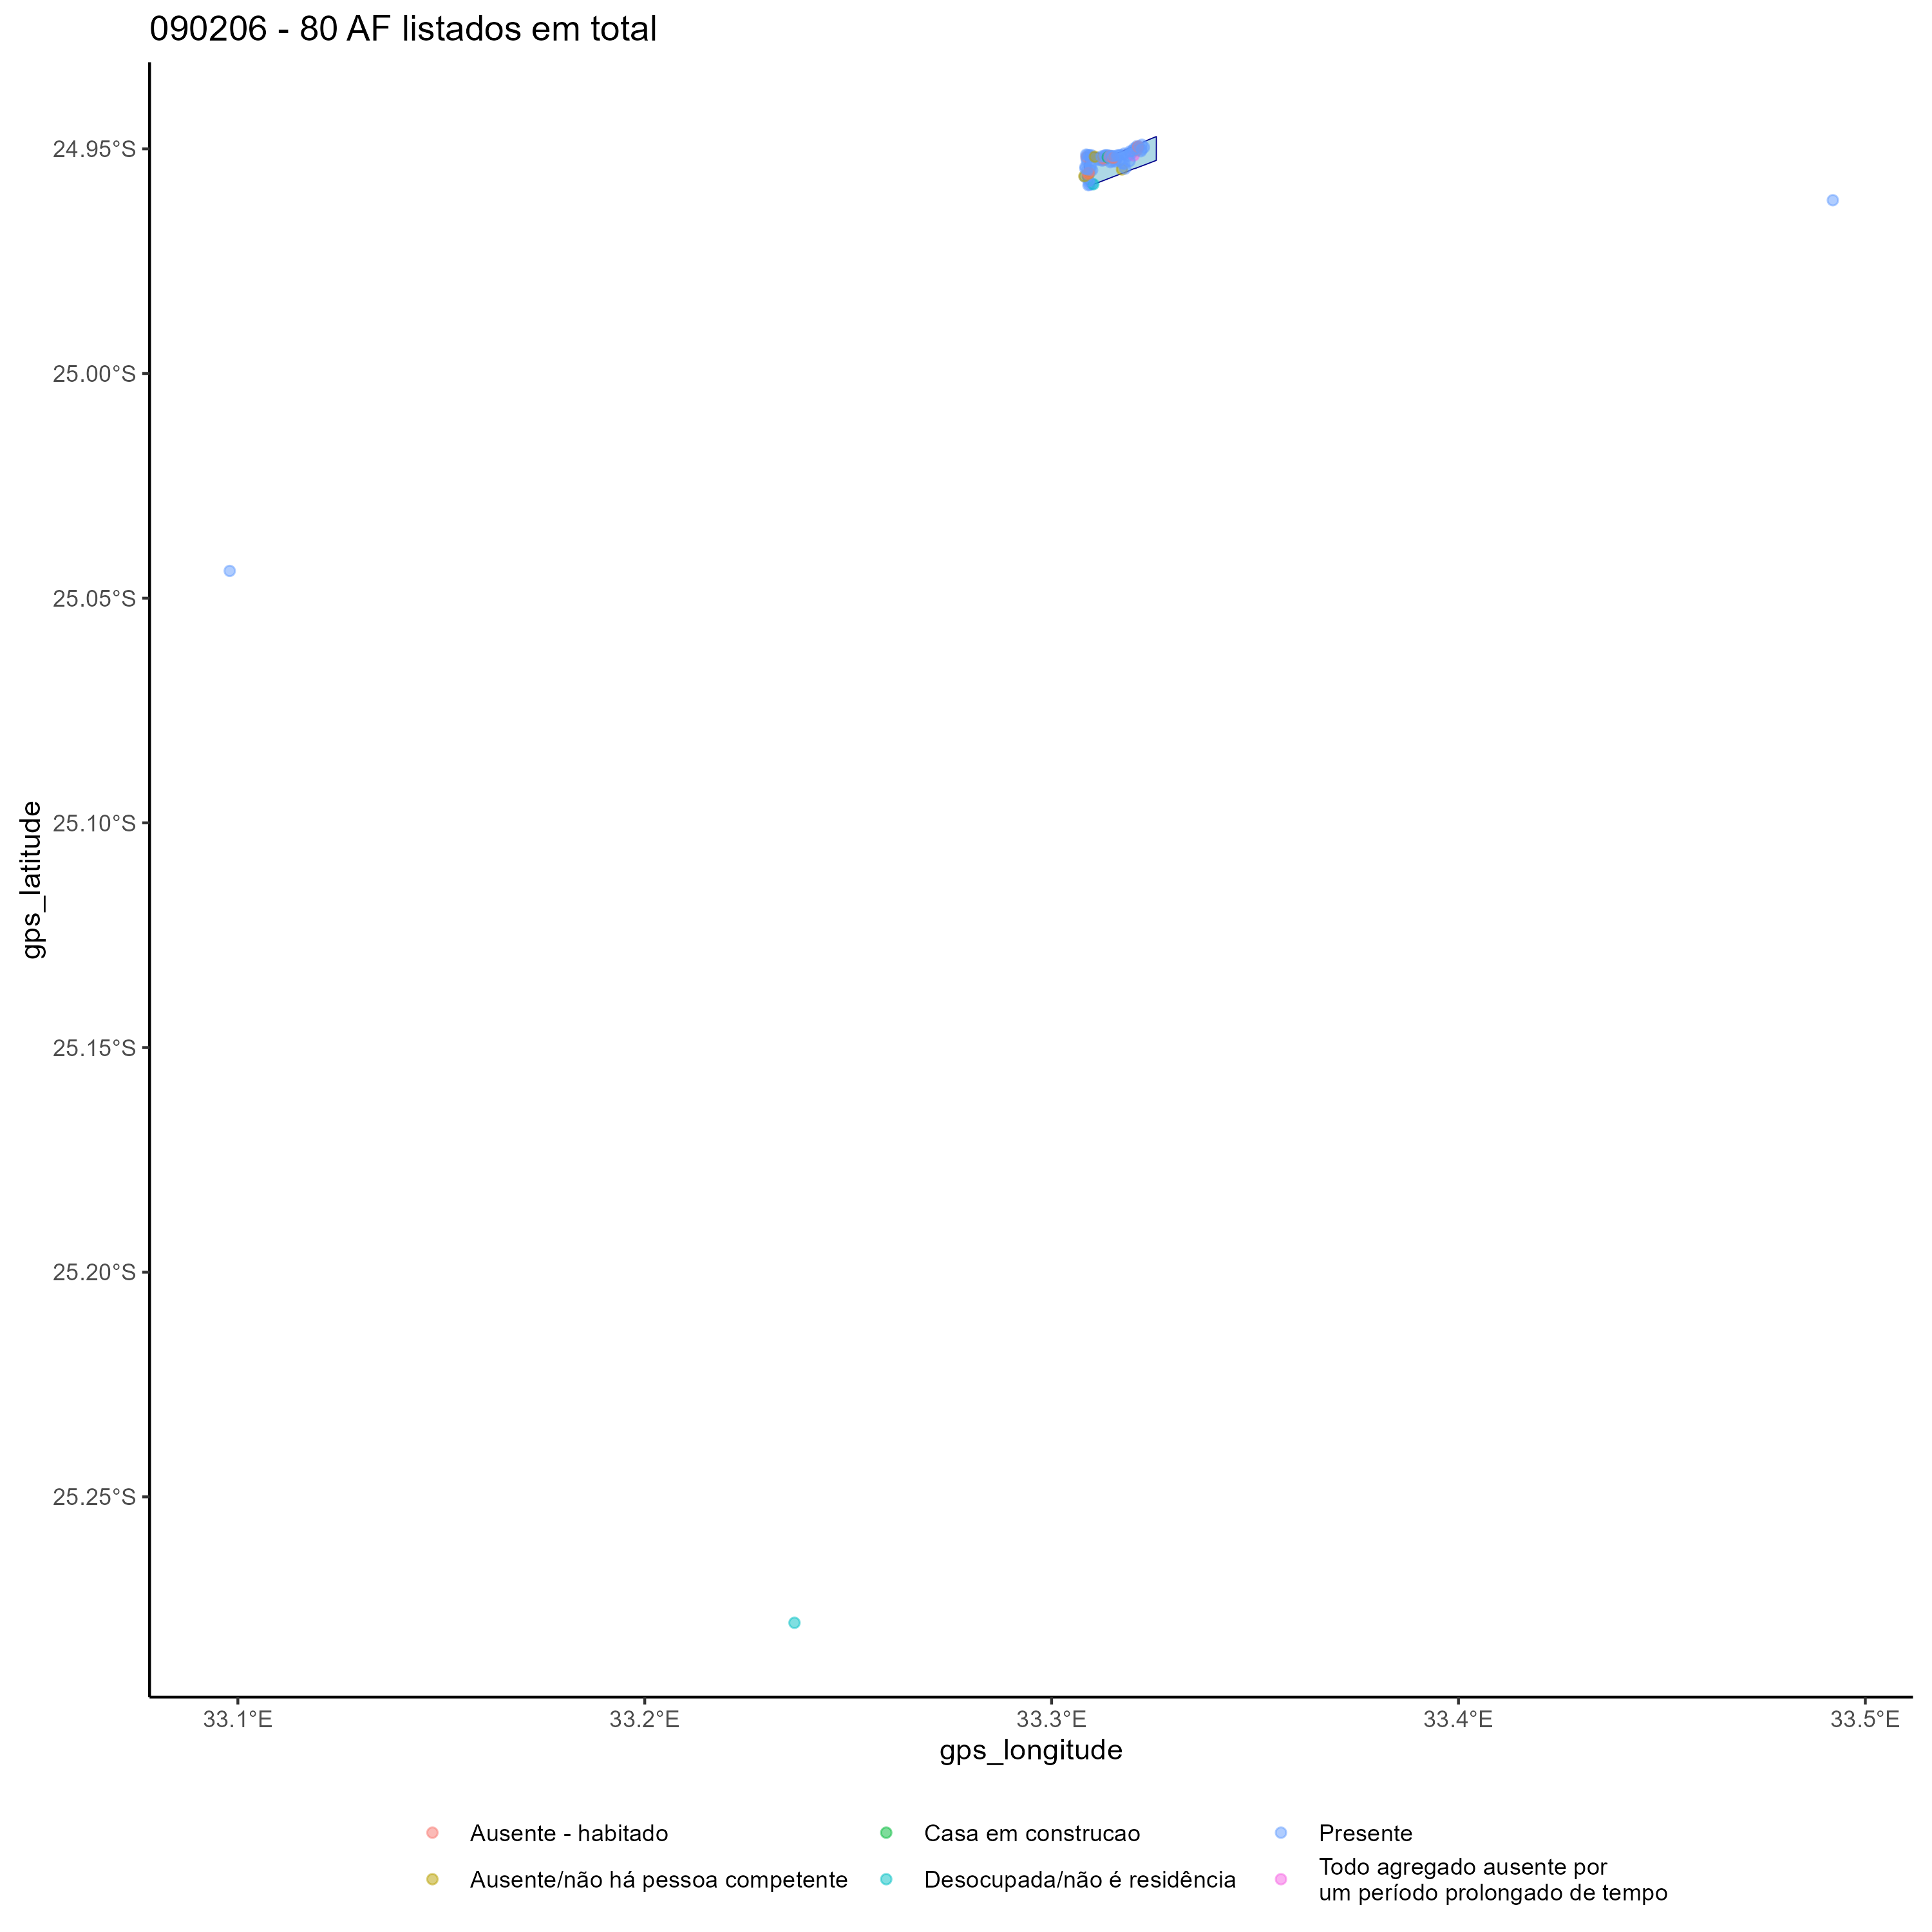 090206 - 80 AF listados em total
24.95°S
25.00°S
25.05°S
25.10°S
25.15°S
25.20°S
25.25°S
gps_latitude
33.1°E 33.2°E 33.3°E 33.4°E 33.5°E
gps_longitude
Ausente - habitado Casa em construcao Presente
Ausente/não há pessoa competente Desocupada/não é residência Todo agregado ausente por
um período prolongado de tempo